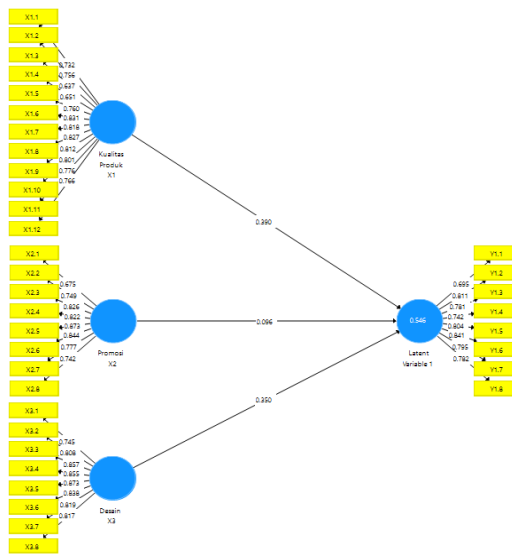 X1.1
X1.2
X1.3
X1.4
X1.5
X1.6
X1.7
X1.8
X1.9
X1.10
X1.11
X1.12
0.732
0.756
0.637
0.651
0.760
0.831
0.818
0.827
0.812
0.801
0.776
0.766
Kualitas
Produk
X1
0.390
X2.1
X2.2
X2.3
X2.4
X2.5
X2.6
X2.7
X2.8
0.675
0.749
0.826
0.822
0.873
0.844
0.777
0.742
Promosi
X2
0.096
X3.1
X3.2
X3.3
X3.4
X3.5
X3.6
X3.7
X3.8
0.745
0.808
0.857
0.855
0.873
0.838
0.819
0.817
Desain
X3
0.350
0.546
Latent
Variable 1
0.695
0.811
0.781
0.742
0.804
0.841
0.795
0.782
Y1.1
Y1.2
Y1.3
Y1.4
Y1.5
Y1.6
Y1.7
Y1.8